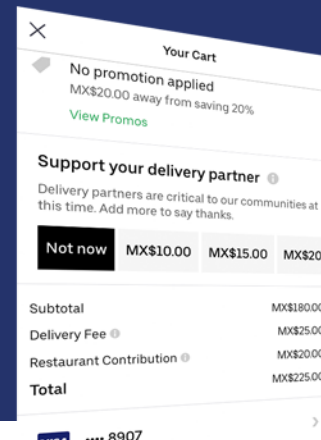 Your Cart
No promotion applied
MX$20.00 away from saving 20%
View Promos
Support your delivery partner
Delivery partners are critical to our communities at
this time. Add more to say thanks.
Not now MX$10.00 MX$15.00 MX$20
Subtotal MX$180.00
Delivery Fee MX$25.00
Restaurant Contribution MX$20.00
Total MX$225.00
VISA •••• 8907